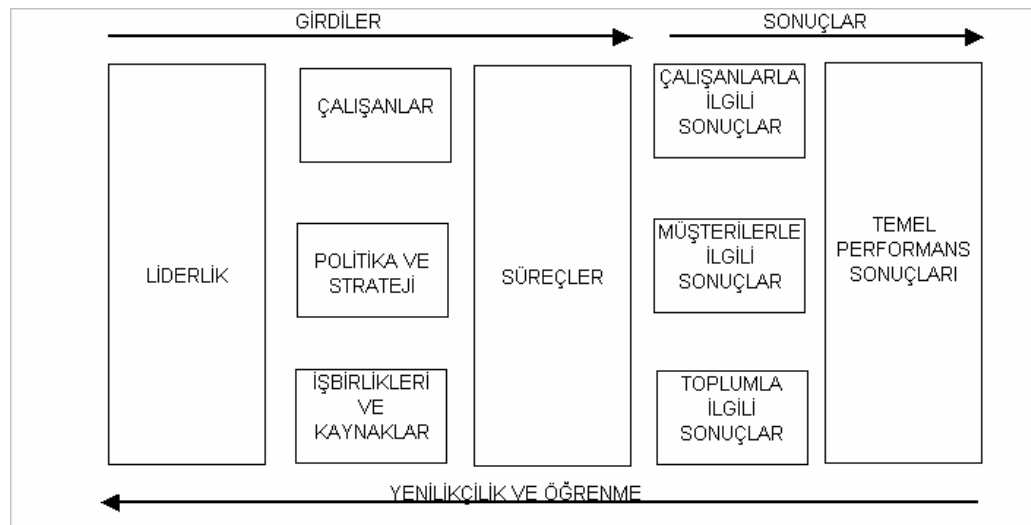 GİRDİLER
SONUÇLAR
LİDERLİK
ÇALIŞANLAR
POLİTİKA VE
STRATEJİ
İŞBİRLİKLERİ
VE
KAYNAKLAR
SÜREÇLER
ÇALIŞANLARLA
İLGİLİ
SONUÇLAR
MÜŞTERİLERLE
İLGİLİ
SONUÇLAR
TOPLUMLA
İLGİLİ
SONUÇLAR
TEMEL
PERFORMANS
SONUÇLARI
YENİLİKÇİLİK VE ÖĞRENME